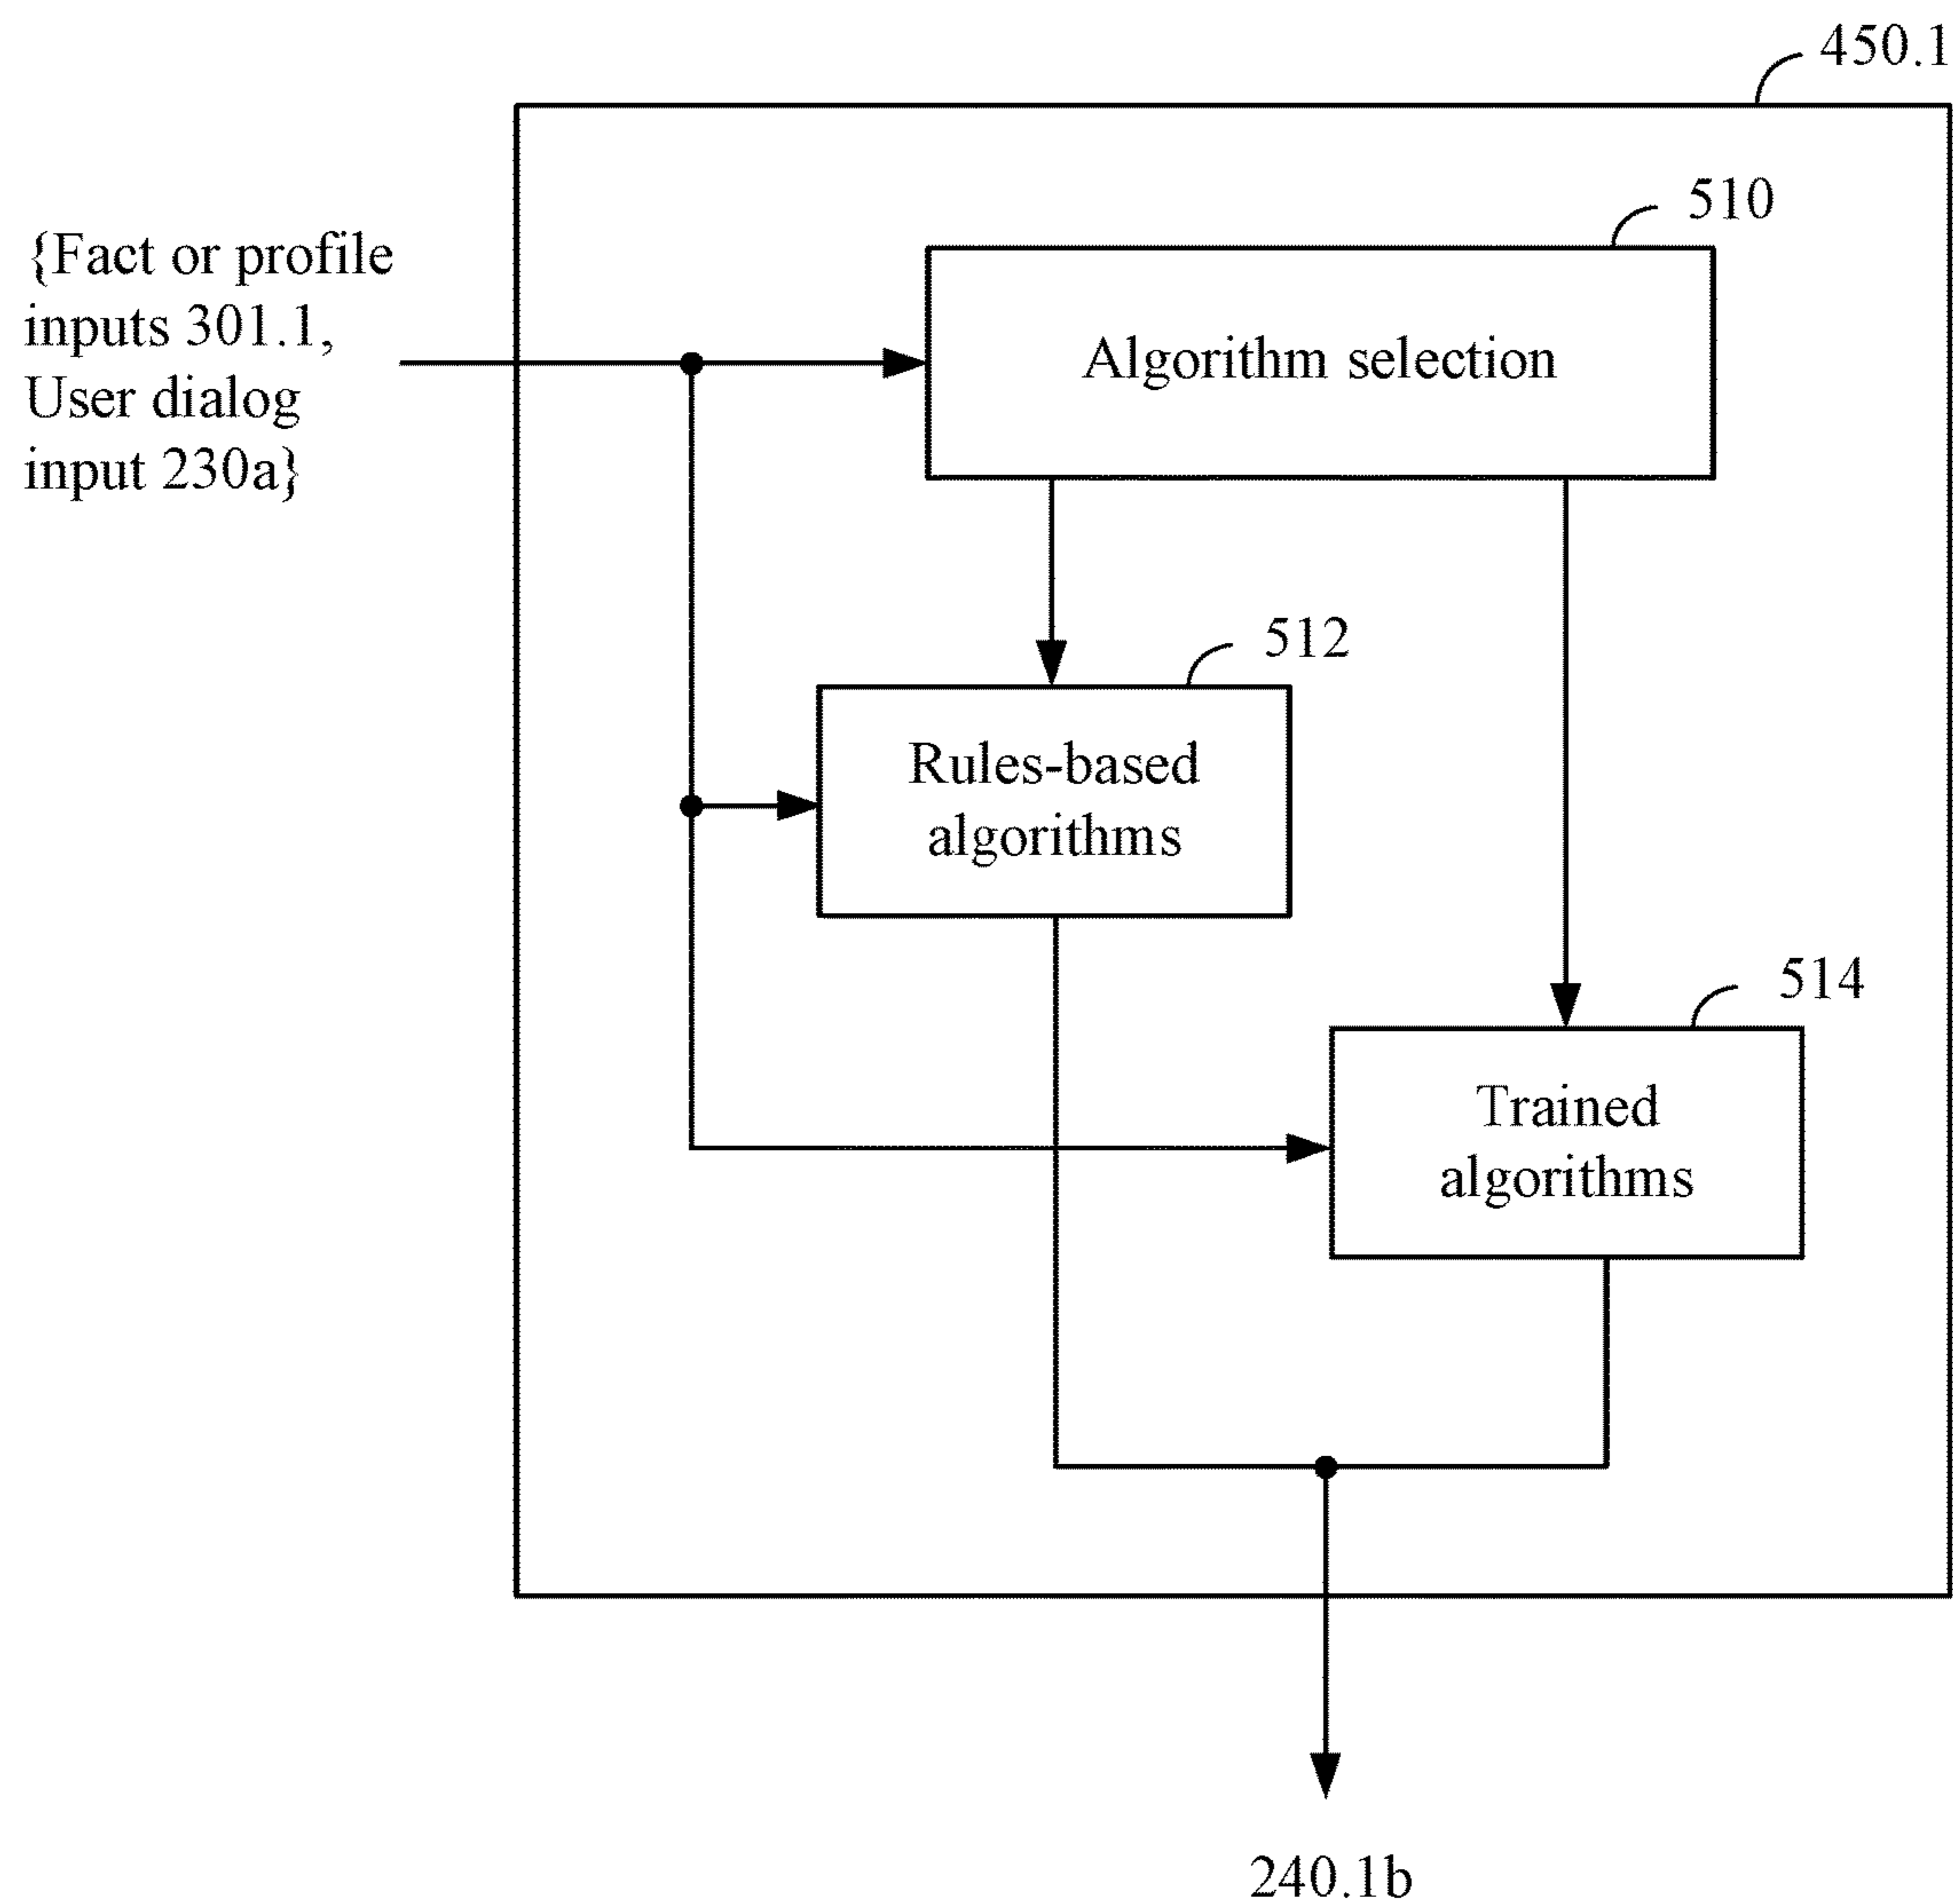 450.1
510
{Fact or profile
inputs 301.1,
User dialog
input 230a}
Algorithm selection
512
Rules-based
algorithms
514
Trained
algorithms
240.1b